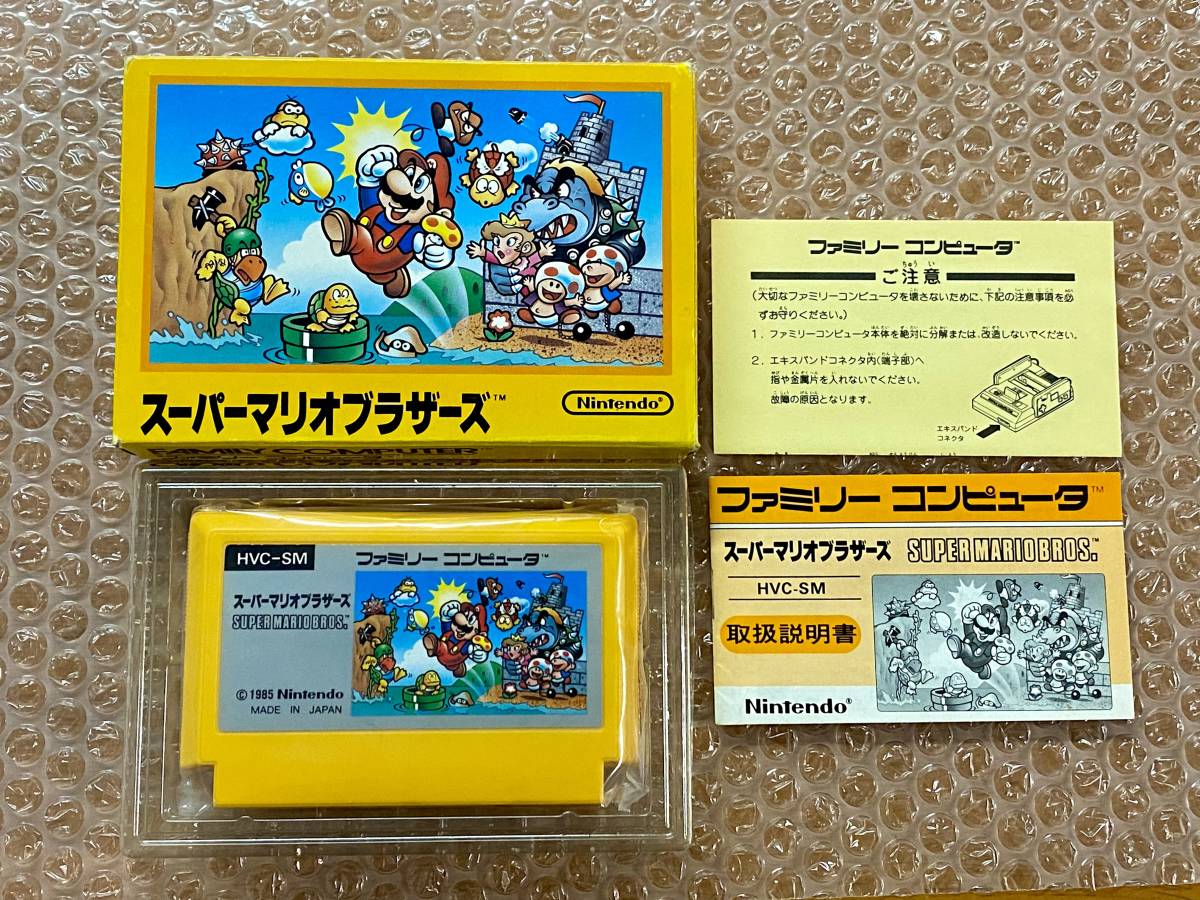 スーパーマリオブラザーズ™
Nintendo®
FAMILY COMPUTER
HVC-SM
ファミリー コンピュータ™
スーパーマリオブラザーズ
SUPER MARIO BROS.™
©1985 Nintendo
MADE IN JAPAN
ファミリー コンピュータ™
ちゅう い
ご注意
(大切なファミリーコンピュータを壊さないために、下記の注意事項を必
ずお守りください。)
1. ファミリーコンピュータ本体を絶対に分解または、改造しないでください。
2. エキスパンドコネクタ内(端子部)へ
指や金属片を入れないでください。
故障の原因となります。
エキスパンド
コネクタ
ファミリー コンピュータ™
スーパーマリオブラザーズ SUPER MARIO BROS.™
HVC-SM
取扱説明書
Nintendo®